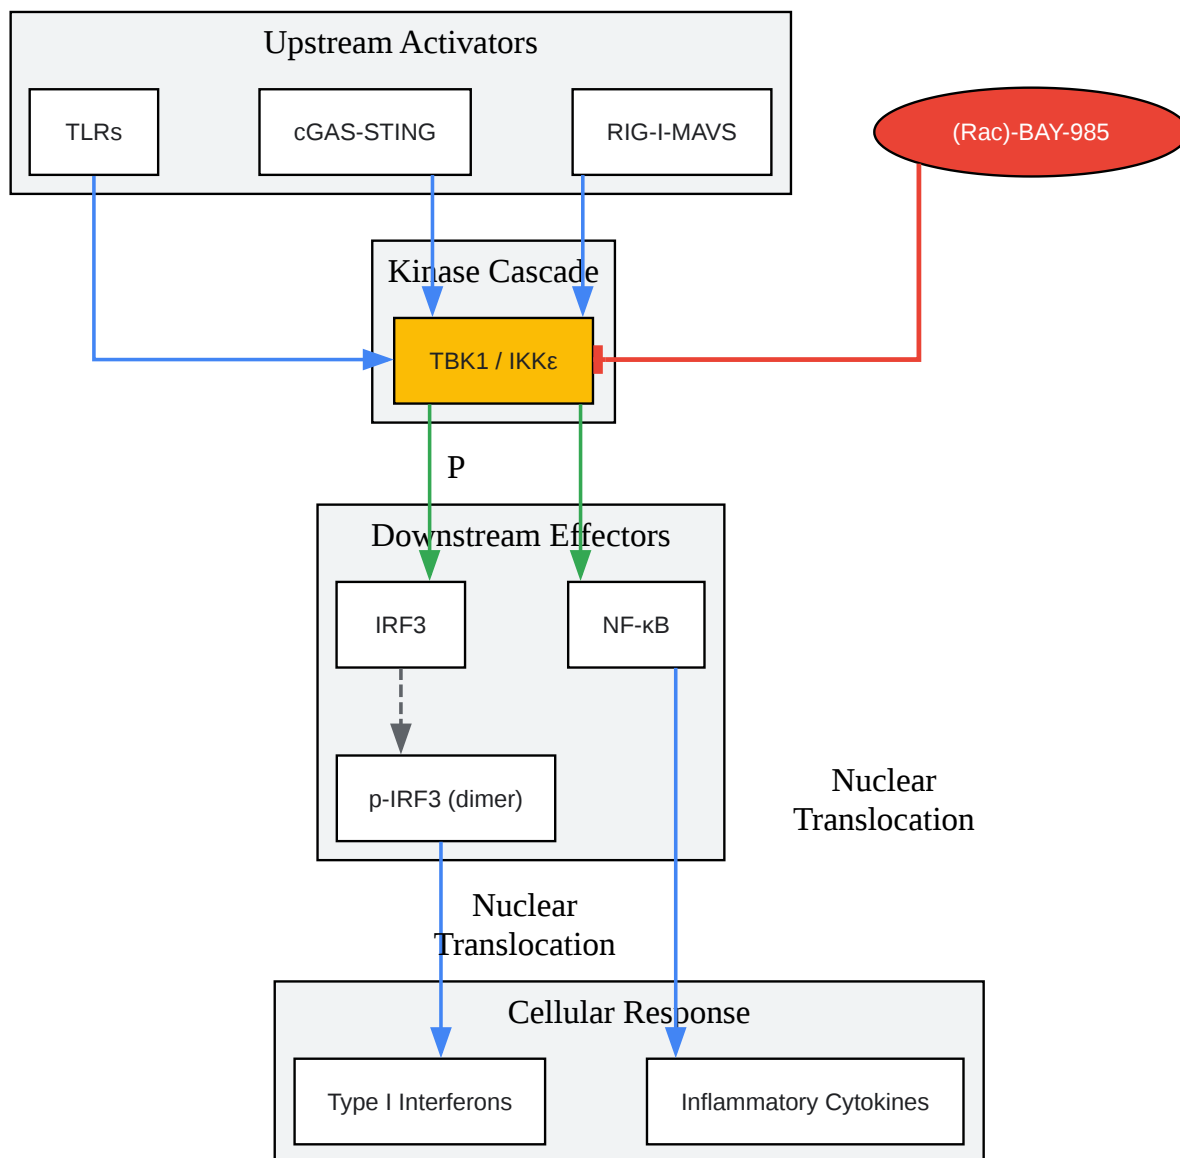 Upstream Activators
TLRs
cGAS-STING
RIG-I-MAVS
(Rac)-BAY-985
Kinase Cascade
TBK1 / IKKε
P
Downstream Effectors
IRF3
NF-κB
p-IRF3 (dimer)
Nuclear
Translocation
Nuclear
Translocation
Cellular Response
Type I Interferons
Inflammatory Cytokines